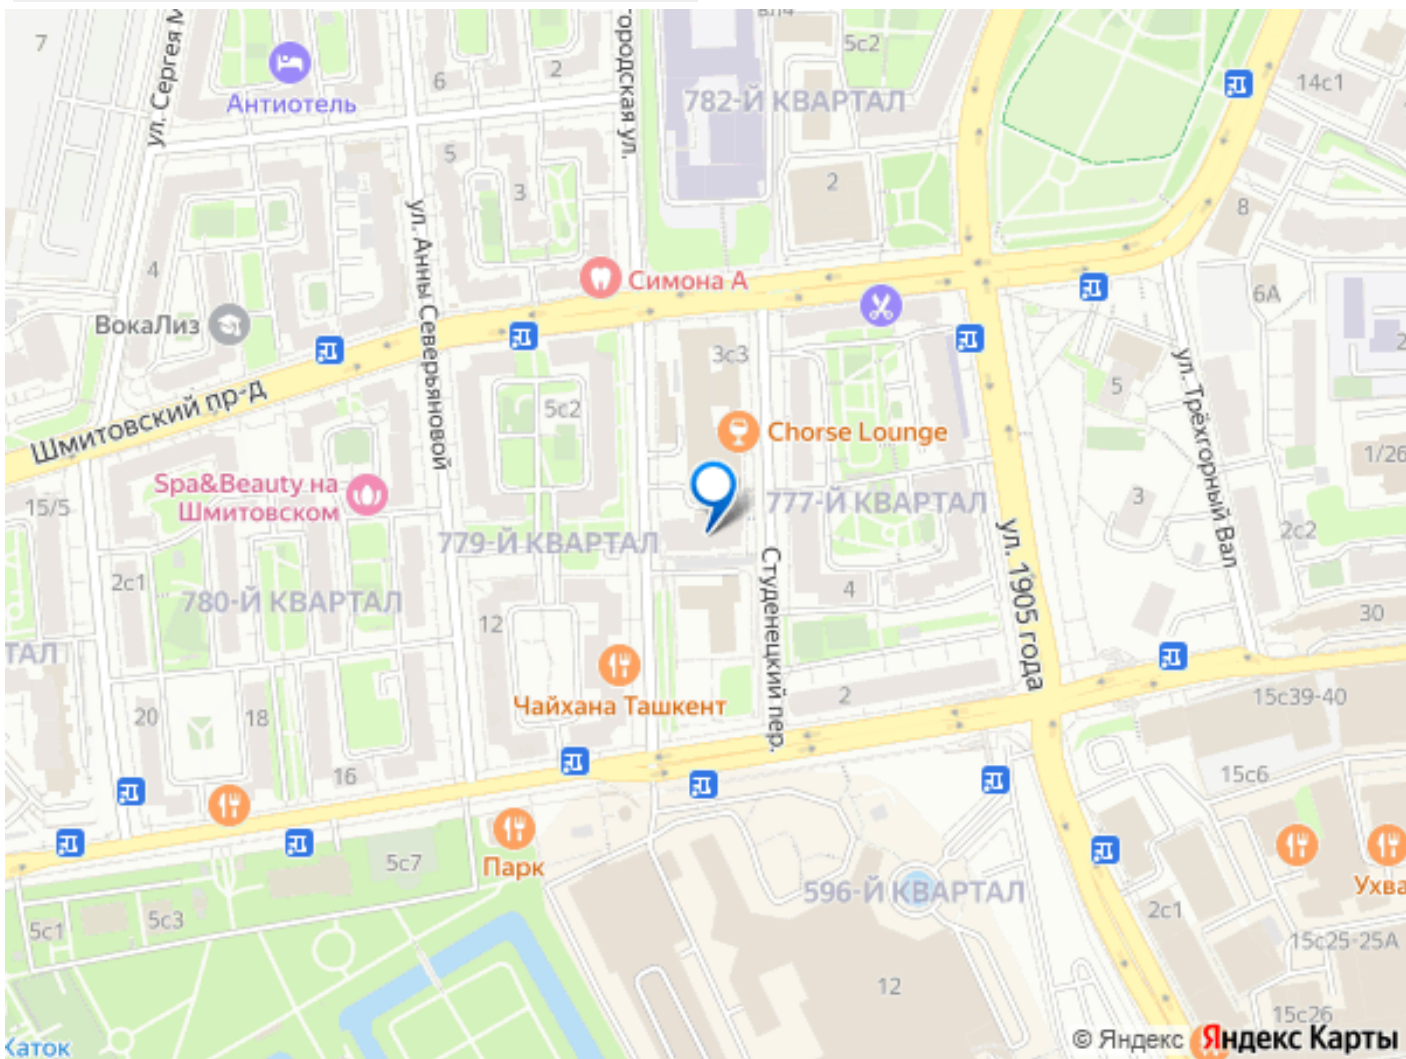 7
ул. Сергея М
Антиотель
6
2
городская ул.
782-Й КВАРТАЛ
5с2
14с1
5
3
2
8
ул. Анны Северьяновой
4
Симона А
6А
ВокаЛиз
3с3
2
Шмитовский пр-д
5с2
Chorse Lounge
5
ул. Трёхгорный Вал
1/26
15/5
Spa&Beauty на
Шмитовском
777-Й КВАРТАЛ
3
779-Й КВАРТАЛ
2с2
2с1
780-Й КВАРТАЛ
Студенецкий пер.
4
ул. 1905 года
30
ТАЛ
12
Чайхана Ташкент
2
15с39-40
20
18
16
15с6
5с7
Парк
596-Й КВАРТАЛ
Ухва
5с1
5с3
2с1
15с25-25А
12
15с26
Каток
© Яндекс Яндекс Карты